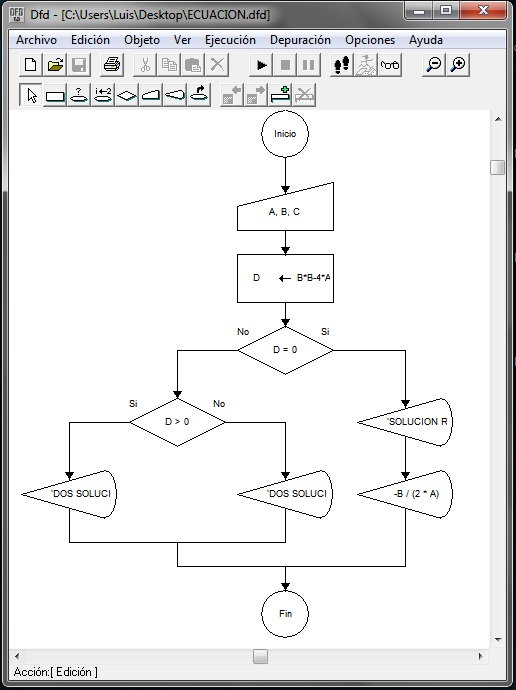 Dfd - [C:\Users\Luis\Desktop\ECUACION.dfd]
Archivo Edición Objeto Ver Ejecución Depuración Opciones Ayuda
Inicio
A, B, C
D ← B*B-4*A
No Si
D = 0
Si No
D > 0
'SOLUCION R
'DOS SOLUCI 'DOS SOLUCI -B / (2 * A)
Fin
Acción:[ Edición ]